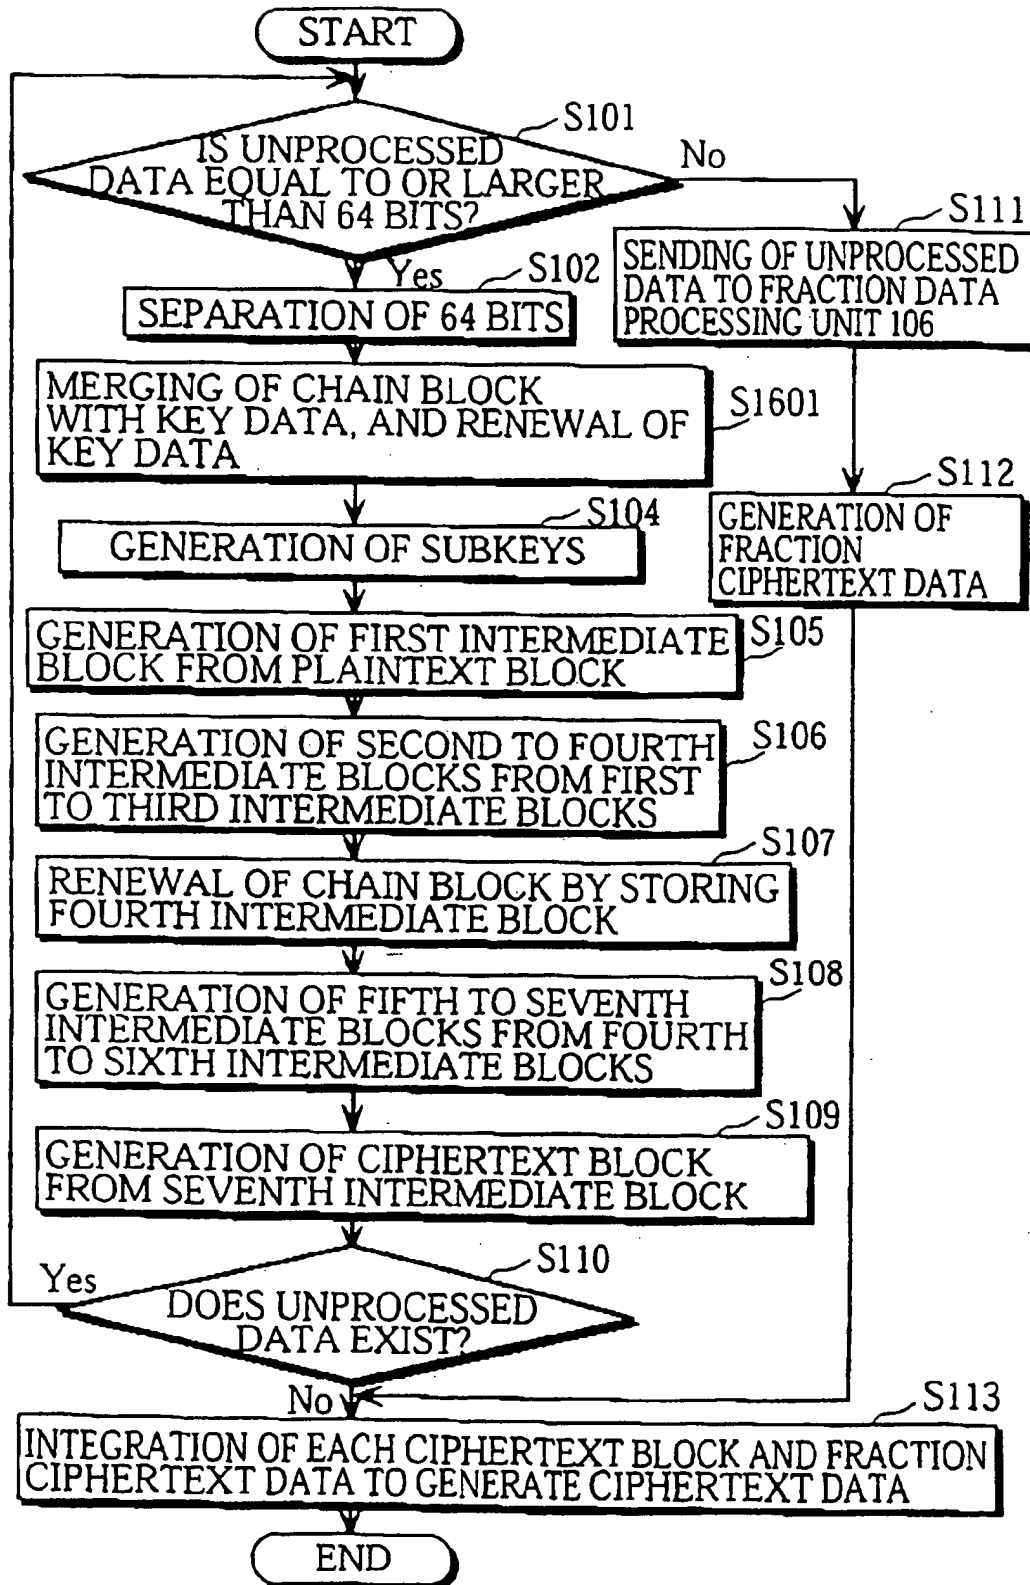 START
S101
IS UNPROCESSED
DATA EQUAL TO OR LARGER
THAN 64 BITS?
No
Yes
S111
SENDING OF UNPROCESSED
DATA TO FRACTION DATA
PROCESSING UNIT 106
S102
SEPARATION OF 64 BITS
MERGING OF CHAIN BLOCK
WITH KEY DATA, AND RENEWAL OF
KEY DATA
S1601
S112
GENERATION OF
FRACTION
CIPHERTEXT DATA
S104
GENERATION OF SUBKEYS
GENERATION OF FIRST INTERMEDIATE
BLOCK FROM PLAINTEXT BLOCK
S105
GENERATION OF SECOND TO FOURTH
INTERMEDIATE BLOCKS FROM FIRST
TO THIRD INTERMEDIATE BLOCKS
S106
S107
RENEWAL OF CHAIN BLOCK BY STORING
FOURTH INTERMEDIATE BLOCK
S108
GENERATION OF FIFTH TO SEVENTH
INTERMEDIATE BLOCKS FROM FOURTH
TO SIXTH INTERMEDIATE BLOCKS
S109
GENERATION OF CIPHERTEXT BLOCK
FROM SEVENTH INTERMEDIATE BLOCK
S110
Yes
DOES UNPROCESSED
DATA EXIST?
No
S113
INTEGRATION OF EACH CIPHERTEXT BLOCK AND FRACTION
CIPHERTEXT DATA TO GENERATE CIPHERTEXT DATA
END